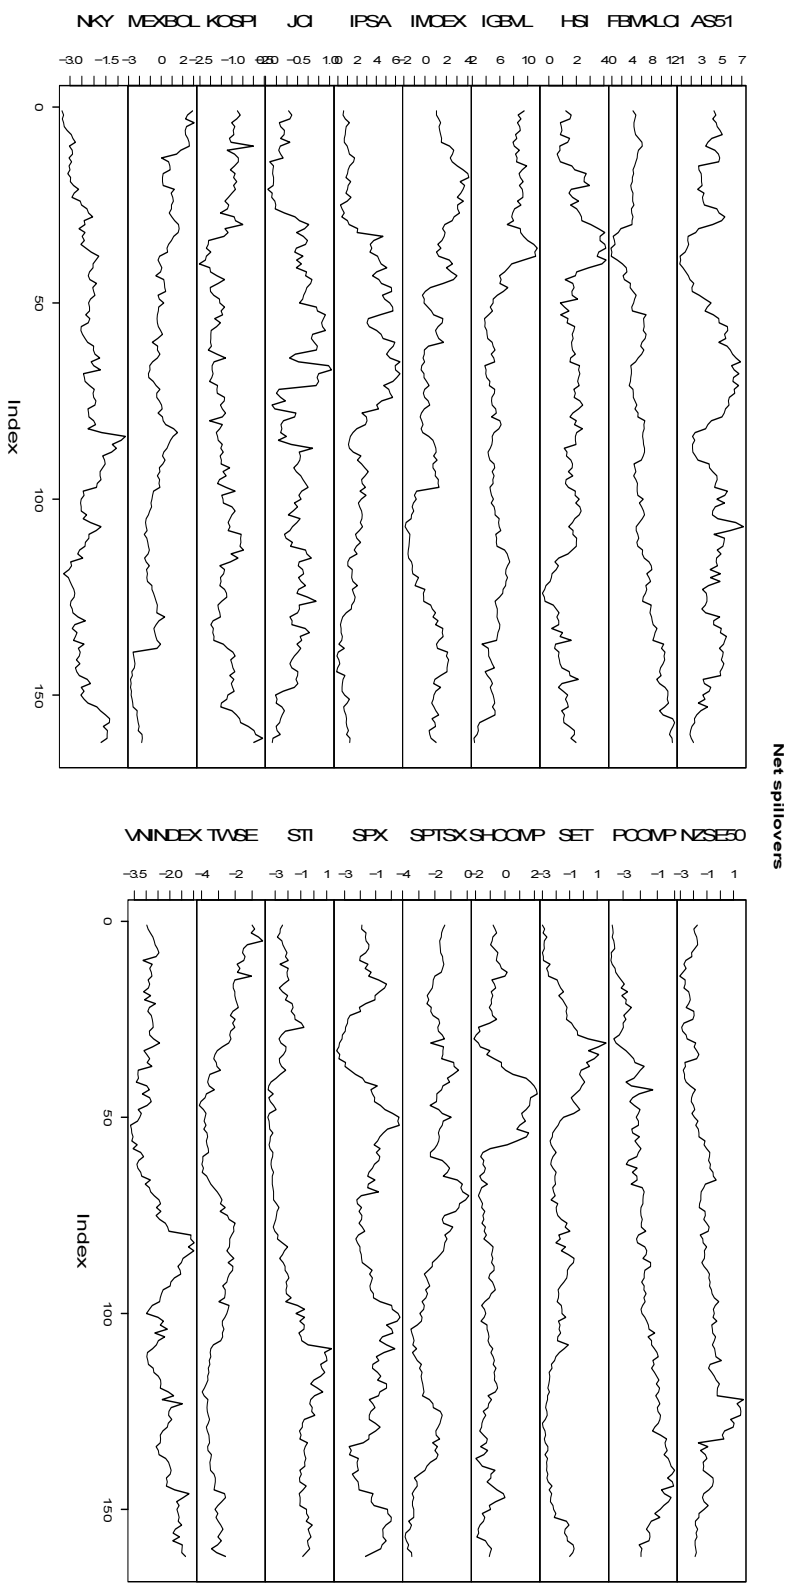 Net spillovers
AS51
1 3 5 7
FBMKLCI
0 4 8 12
HSI
0 2 4
IGBVL
2 6 10
IMOEX
−2 0 2 4
IPSA
0 2 4 6
JCI
−2.0 −0.5 1.0
KOSPI
−2.5 −1.0
MEXBOL
−3 0 2
NKY
−3.0 −1.5
0 50 100 150
Index
NZSE50
−3 −1 1
PCOMP
−3 −1
SET
−3 −1 1
SHCOMP
−2 0 2
SPTSX
−4 −2 0
SPX
−3 −1
STI
−3 −1 1
TWSE
−4 −2
VNINDEX
−3.5 −2.0
0 50 100 150
Index